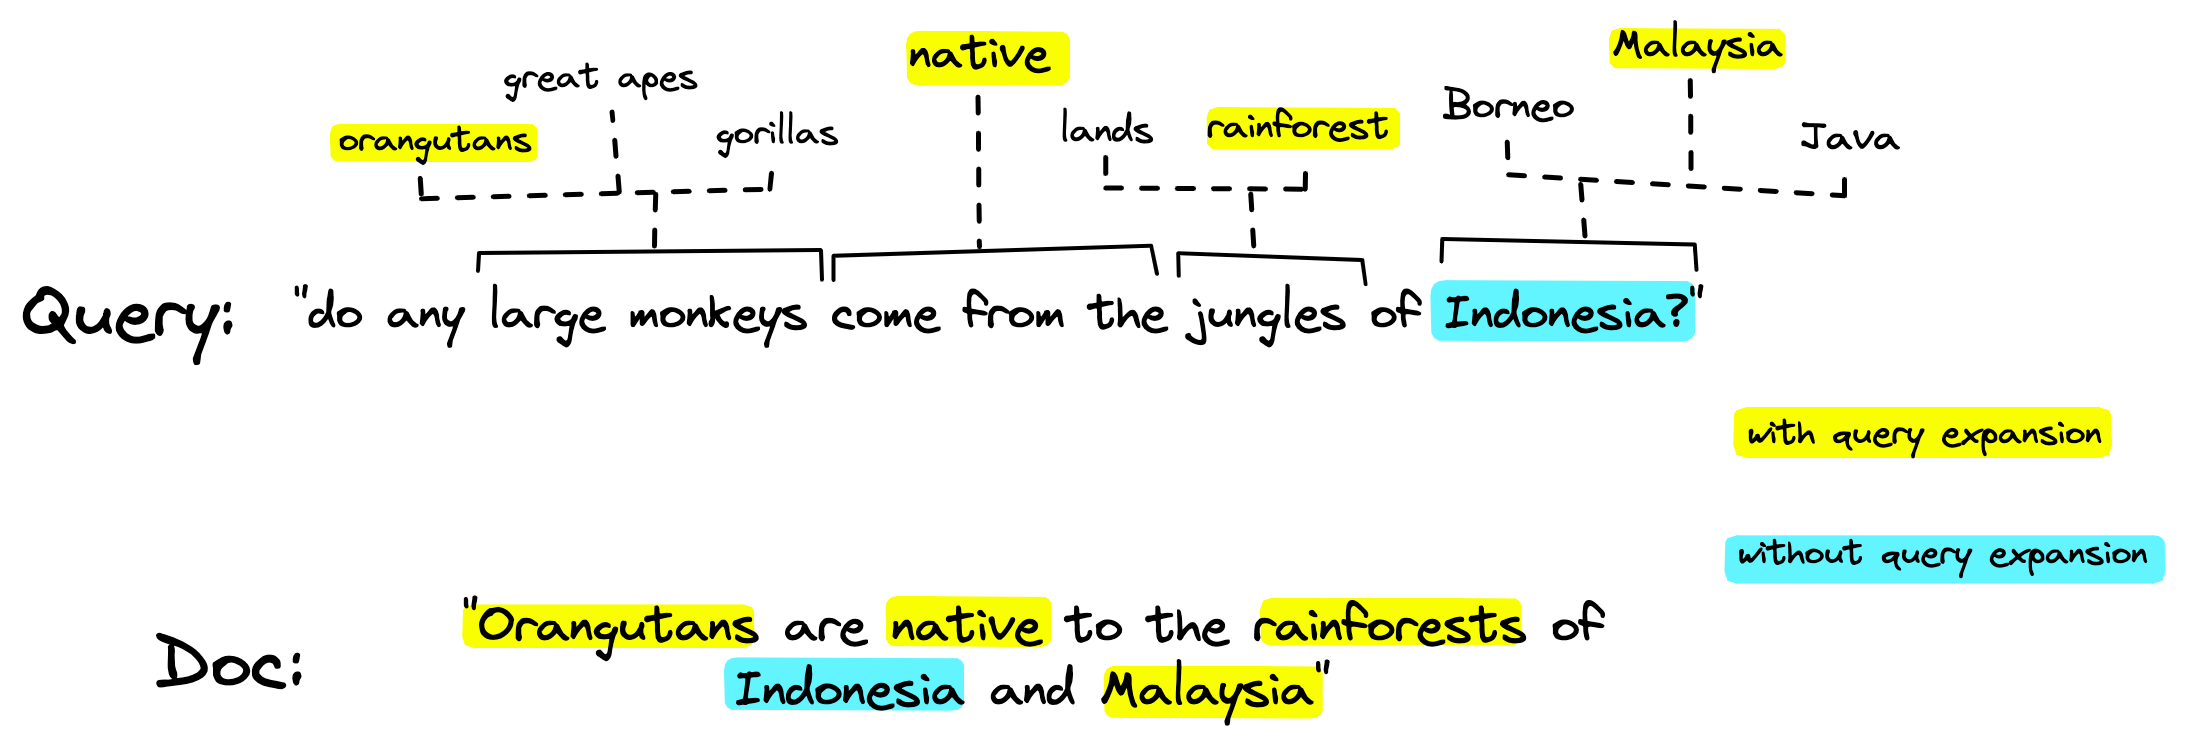 native
Malaysia
great apes
Borneo
orangutans
gorillas
lands
rainforest
Java
Query: "do any large monkeys come from the jungles of Indonesia?"
with query expansion
without query expansion
Doc: "Orangutans are native to the rainforests of
Indonesia and Malaysia"